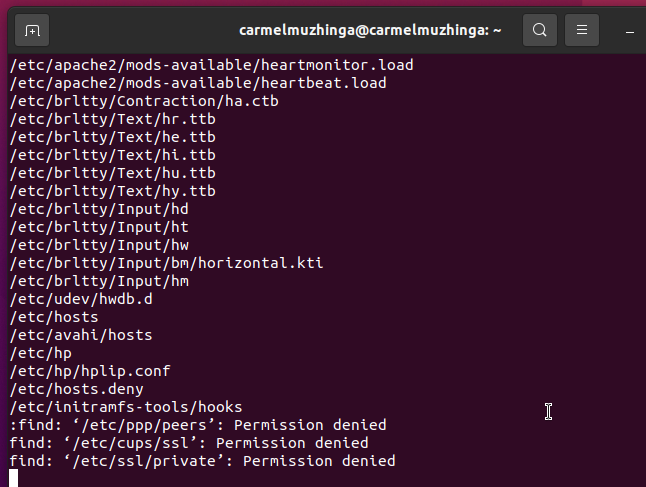 carmelmuzhinga@carmelmuzhinga: ~
/etc/apache2/mods-available/heartmonitor.load
/etc/apache2/mods-available/heartbeat.load
/etc/brltty/Contraction/ha.ctb
/etc/brltty/Text/hr.ttb
/etc/brltty/Text/he.ttb
/etc/brltty/Text/hi.ttb
/etc/brltty/Text/hu.ttb
/etc/brltty/Text/hy.ttb
/etc/brltty/Input/hd
/etc/brltty/Input/ht
/etc/brltty/Input/hw
/etc/brltty/Input/bm/horizontal.kti
/etc/brltty/Input/hm
/etc/udev/hwdb.d
/etc/hosts
/etc/avahi/hosts
/etc/hp
/etc/hp/hplip.conf
/etc/hosts.deny
/etc/initramfs-tools/hooks
:find: ‘/etc/ppp/peers’: Permission denied
find: ‘/etc/cups/ssl’: Permission denied
find: ‘/etc/ssl/private’: Permission denied